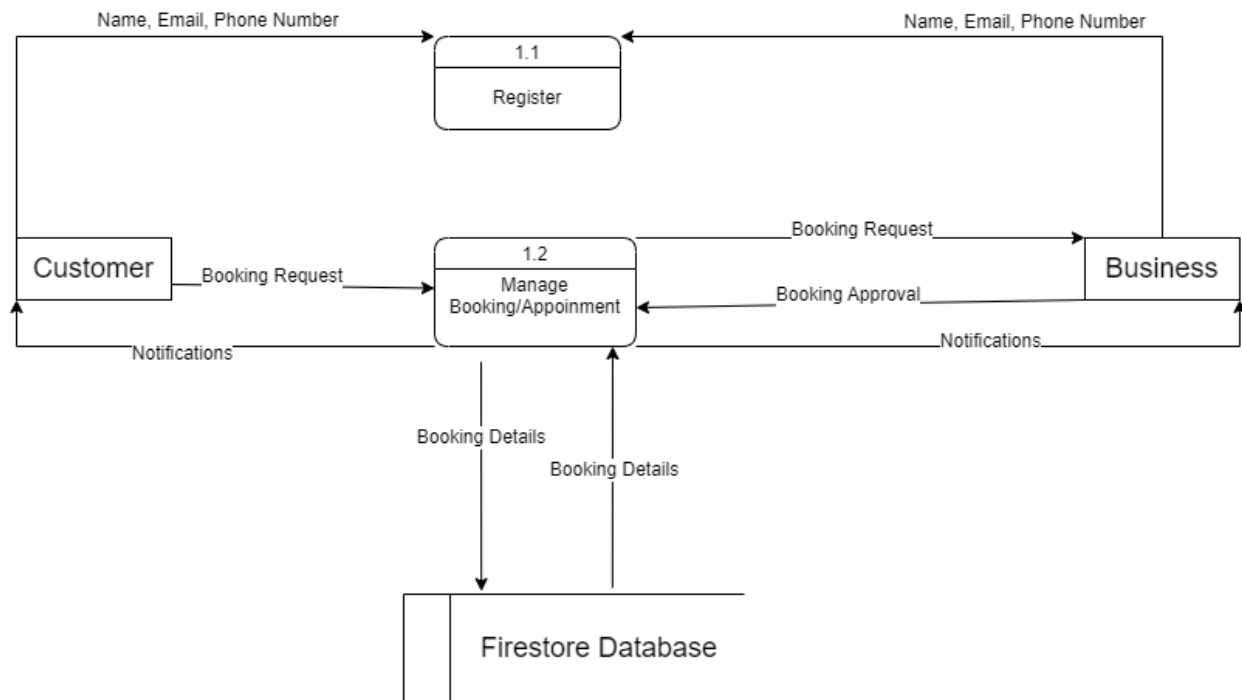 Name, Email, Phone Number
Name, Email, Phone Number
1.1
Register
Customer
Booking Request
1.2
Manage
Booking/Appoinment
Booking Request
Business
Booking Approval
Notifications
Notifications
Booking Details
Booking Details
Firestore Database